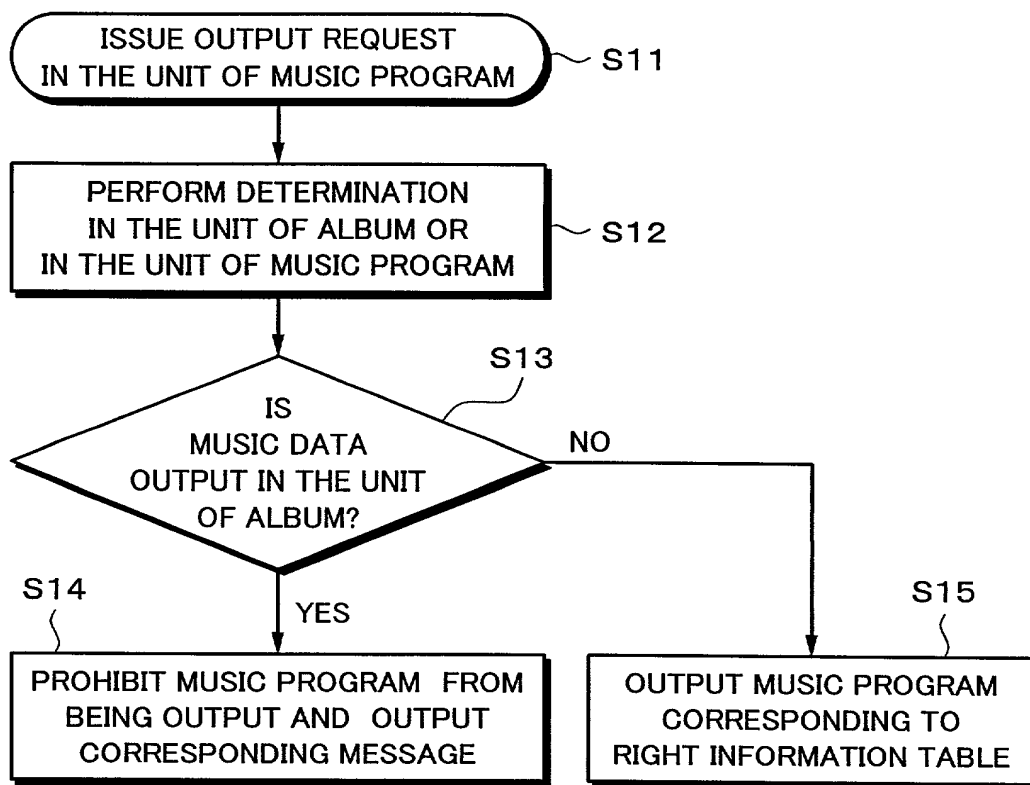 ISSUE OUTPUT REQUEST
IN THE UNIT OF MUSIC PROGRAM
S11
PERFORM DETERMINATION
IN THE UNIT OF ALBUM OR
IN THE UNIT OF MUSIC PROGRAM
S12
S13
IS
MUSIC DATA
OUTPUT IN THE UNIT
OF ALBUM?
NO
YES
S14
PROHIBIT MUSIC PROGRAM FROM
BEING OUTPUT AND OUTPUT
CORRESPONDING MESSAGE
S15
OUTPUT MUSIC PROGRAM
CORRESPONDING TO
RIGHT INFORMATION TABLE